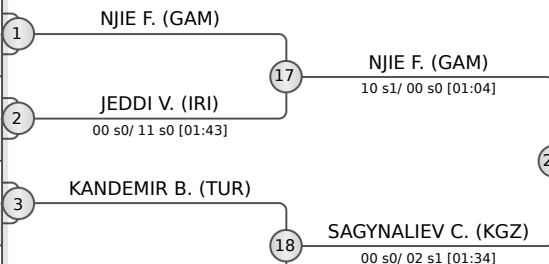 NJIE F. (GAM)
1
NJIE F. (GAM)
17
10 s1/ 00 s0 [01:04]
JEDDI V. (IRI)
2
00 s0/ 11 s0 [01:43]
KANDEMIR B. (TUR)
3
SAGYNALIEV C. (KGZ)
18
00 s0/ 02 s1 [01:34]